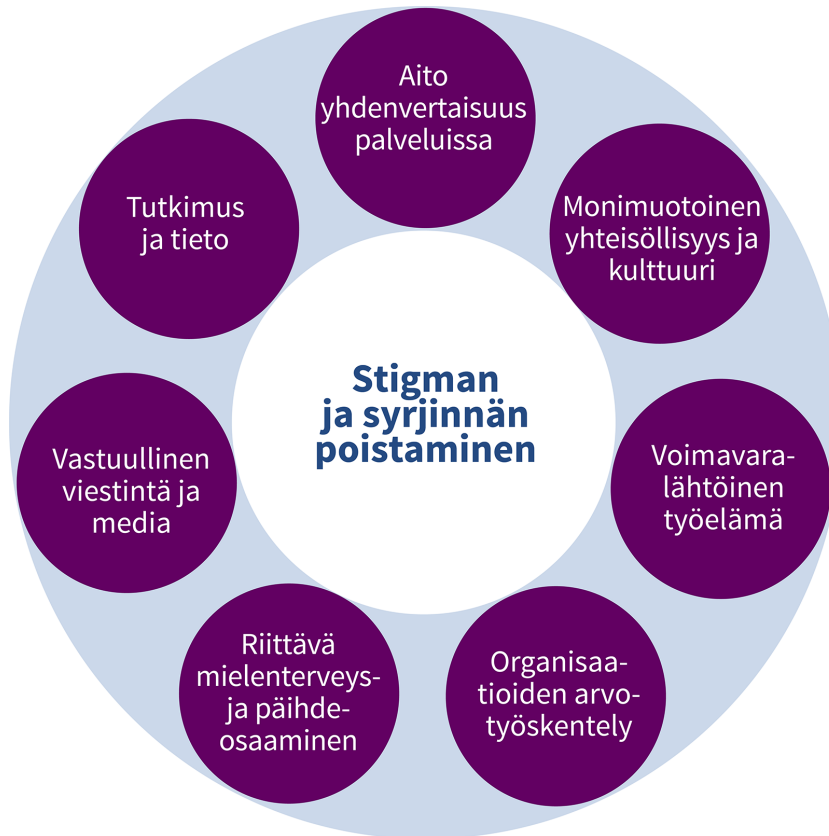 Aito
yhdenvertaisuus
palveluissa
Monimuotoinen
yhteisöllisyys ja
kulttuuri
Voimavara-
lähtöinen
työelämä
Organisaa-
tioiden arvo-
työskentely
Riittävä
mielenterveys-
ja päihde-
osaaminen
Vastuullinen
viestintä ja
media
Tutkimus
ja tieto
Stigman
ja syrjinnän
poistaminen